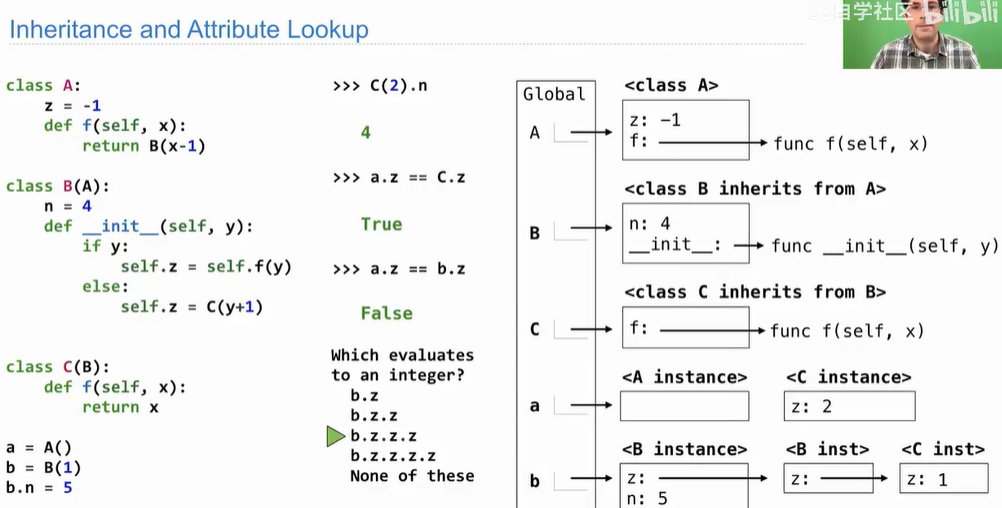 自学社区 bilibili
Inheritance and Attribute Lookup
class A:
z = -1
def f(self, x):
return B(x-1)
class B(A):
n = 4
def __init__(self, y):
if y:
self.z = self.f(y)
else:
self.z = C(y+1)
class C(B):
def f(self, x):
return x
a = A()
b = B(1)
b.n = 5
>>> C(2).n
4
>>> a.z == C.z
True
>>> a.z == b.z
False
Which evaluates
to an integer?
b.z
b.z.z
b.z.z.z
b.z.z.z.z
None of these
Global
A
B
C
a
b
<class A>
z: -1
f:
func f(self, x)
<class B inherits from A>
n: 4
__init__:
func __init__(self, y)
<class C inherits from B>
f:
func f(self, x)
<A instance>
<C instance>
z: 2
<B instance>
z:
n: 5
<B inst>
z:
<C inst>
z: 1